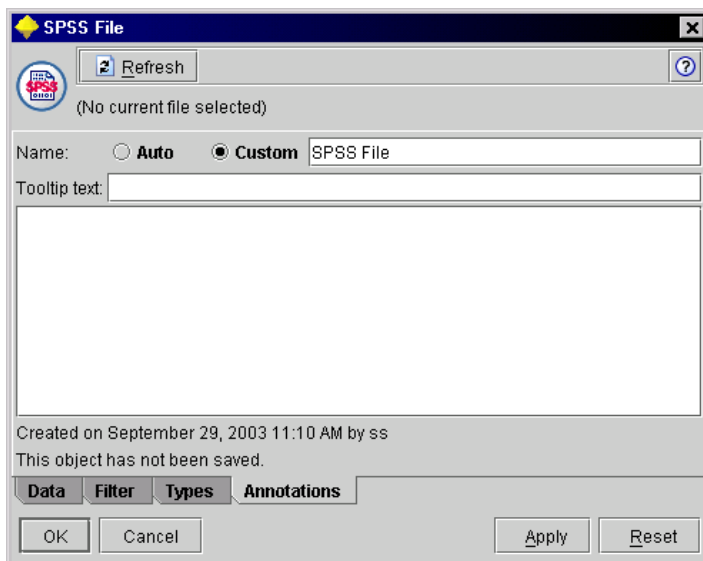 SPSS File
Refresh
SPSS
(No current file selected)
Name: Auto Custom SPSS File
Tooltip text:
Created on September 29, 2003 11:10 AM by ss
This object has not been saved.
Data Filter Types Annotations
OK Cancel Apply Reset